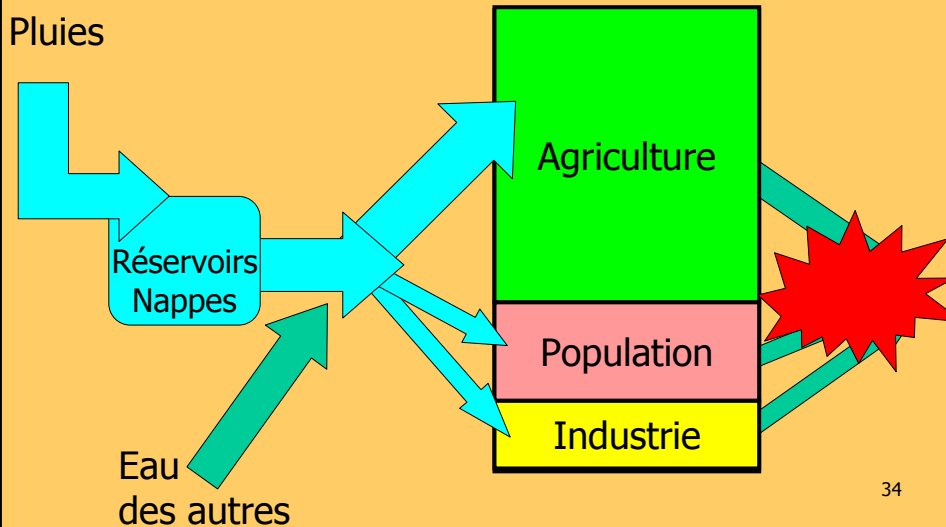 Pluies
Réservoirs
Nappes
Eau
des autres
Agriculture
Population
Industrie
34